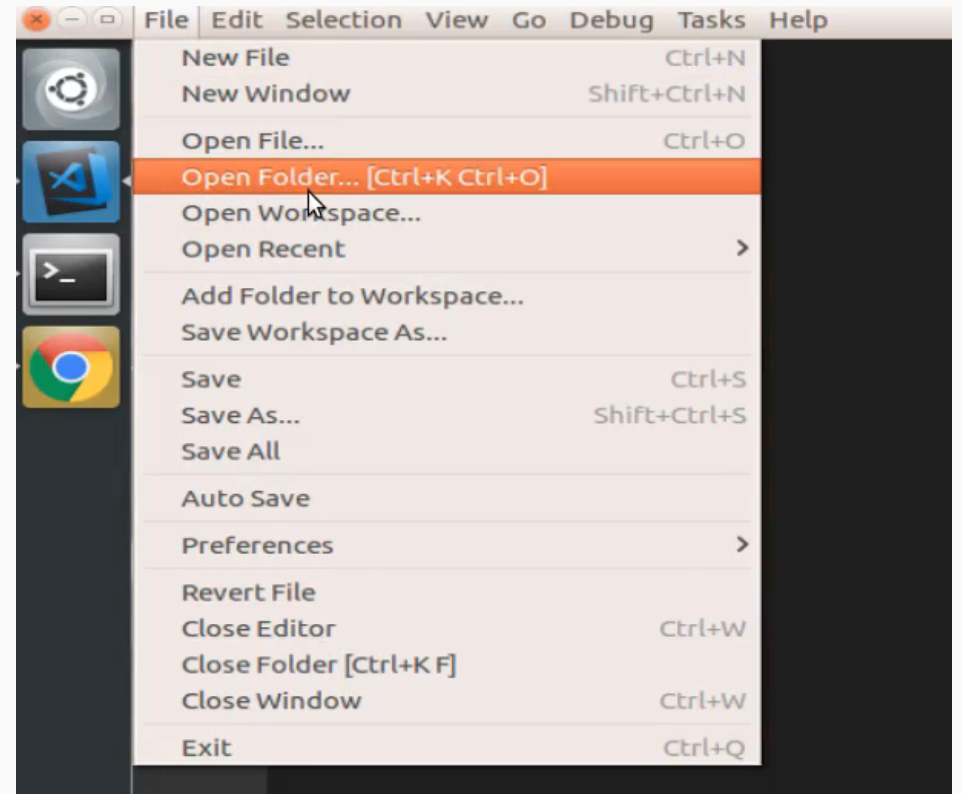 File Edit Selection View Go Debug Tasks Help
New File Ctrl+N
New Window Shift+Ctrl+N
Open File... Ctrl+O
Open Folder... [Ctrl+K Ctrl+O]
Open Workspace...
Open Recent
Add Folder to Workspace...
Save Workspace As...
Save Ctrl+S
Save As... Shift+Ctrl+S
Save All
Auto Save
Preferences
Revert File
Close Editor Ctrl+W
Close Folder [Ctrl+K F]
Close Window Ctrl+W
Exit Ctrl+Q